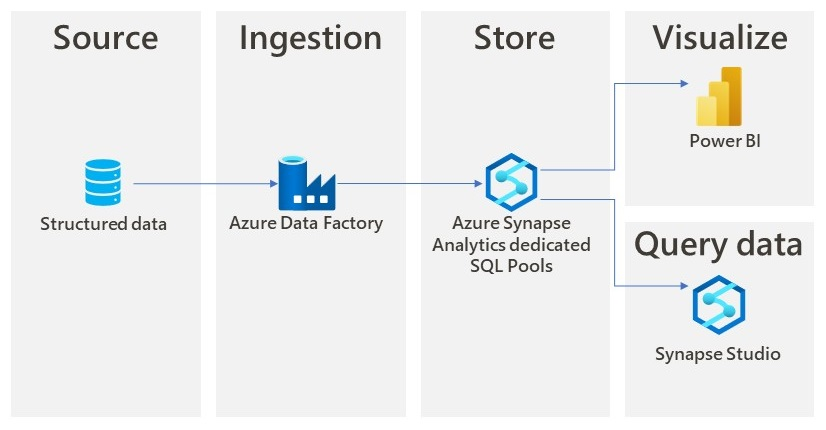 Source
Ingestion
Store
Visualize
Power BI
Structured data
Azure Data Factory
Azure Synapse
Analytics dedicated
SQL Pools
Query data
Synapse Studio